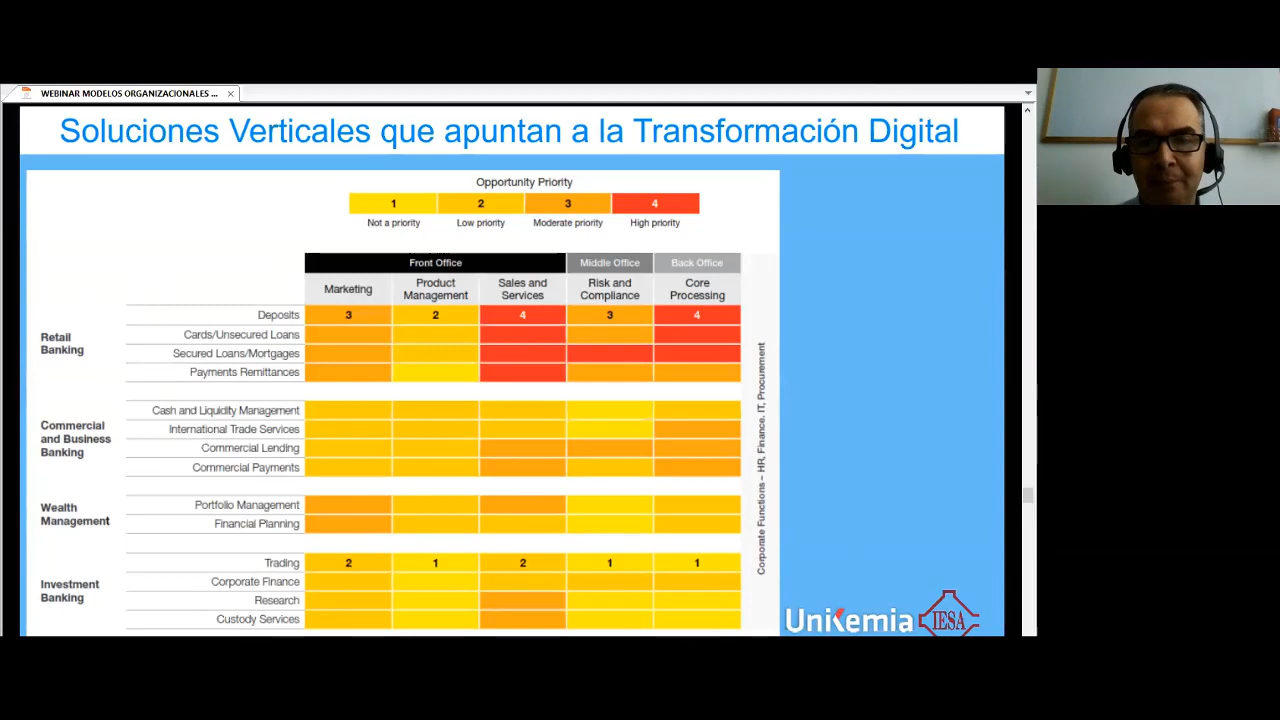 WEBINAR MODELOS ORGANIZACIONALES ...
Soluciones Verticales que apuntan a la Transformación Digital
Opportunity Priority
1 2 3 4
Not a priority Low priority Moderate priority High priority
Front Office Middle Office Back Office
Marketing Product Management Sales and Services Risk and Compliance Core Processing
Retail Banking
Deposits 3 2 4 3 4
Cards/Unsecured Loans
Secured Loans/Mortgages
Payments Remittances
Commercial and Business Banking
Cash and Liquidity Management
International Trade Services
Commercial Lending
Commercial Payments
Wealth Management
Portfolio Management
Financial Planning
Investment Banking
Trading 2 1 2 1 1
Corporate Finance
Research
Custody Services
Corporate Functions – HR, Finance. IT, Procurement
UniKemia
IESA